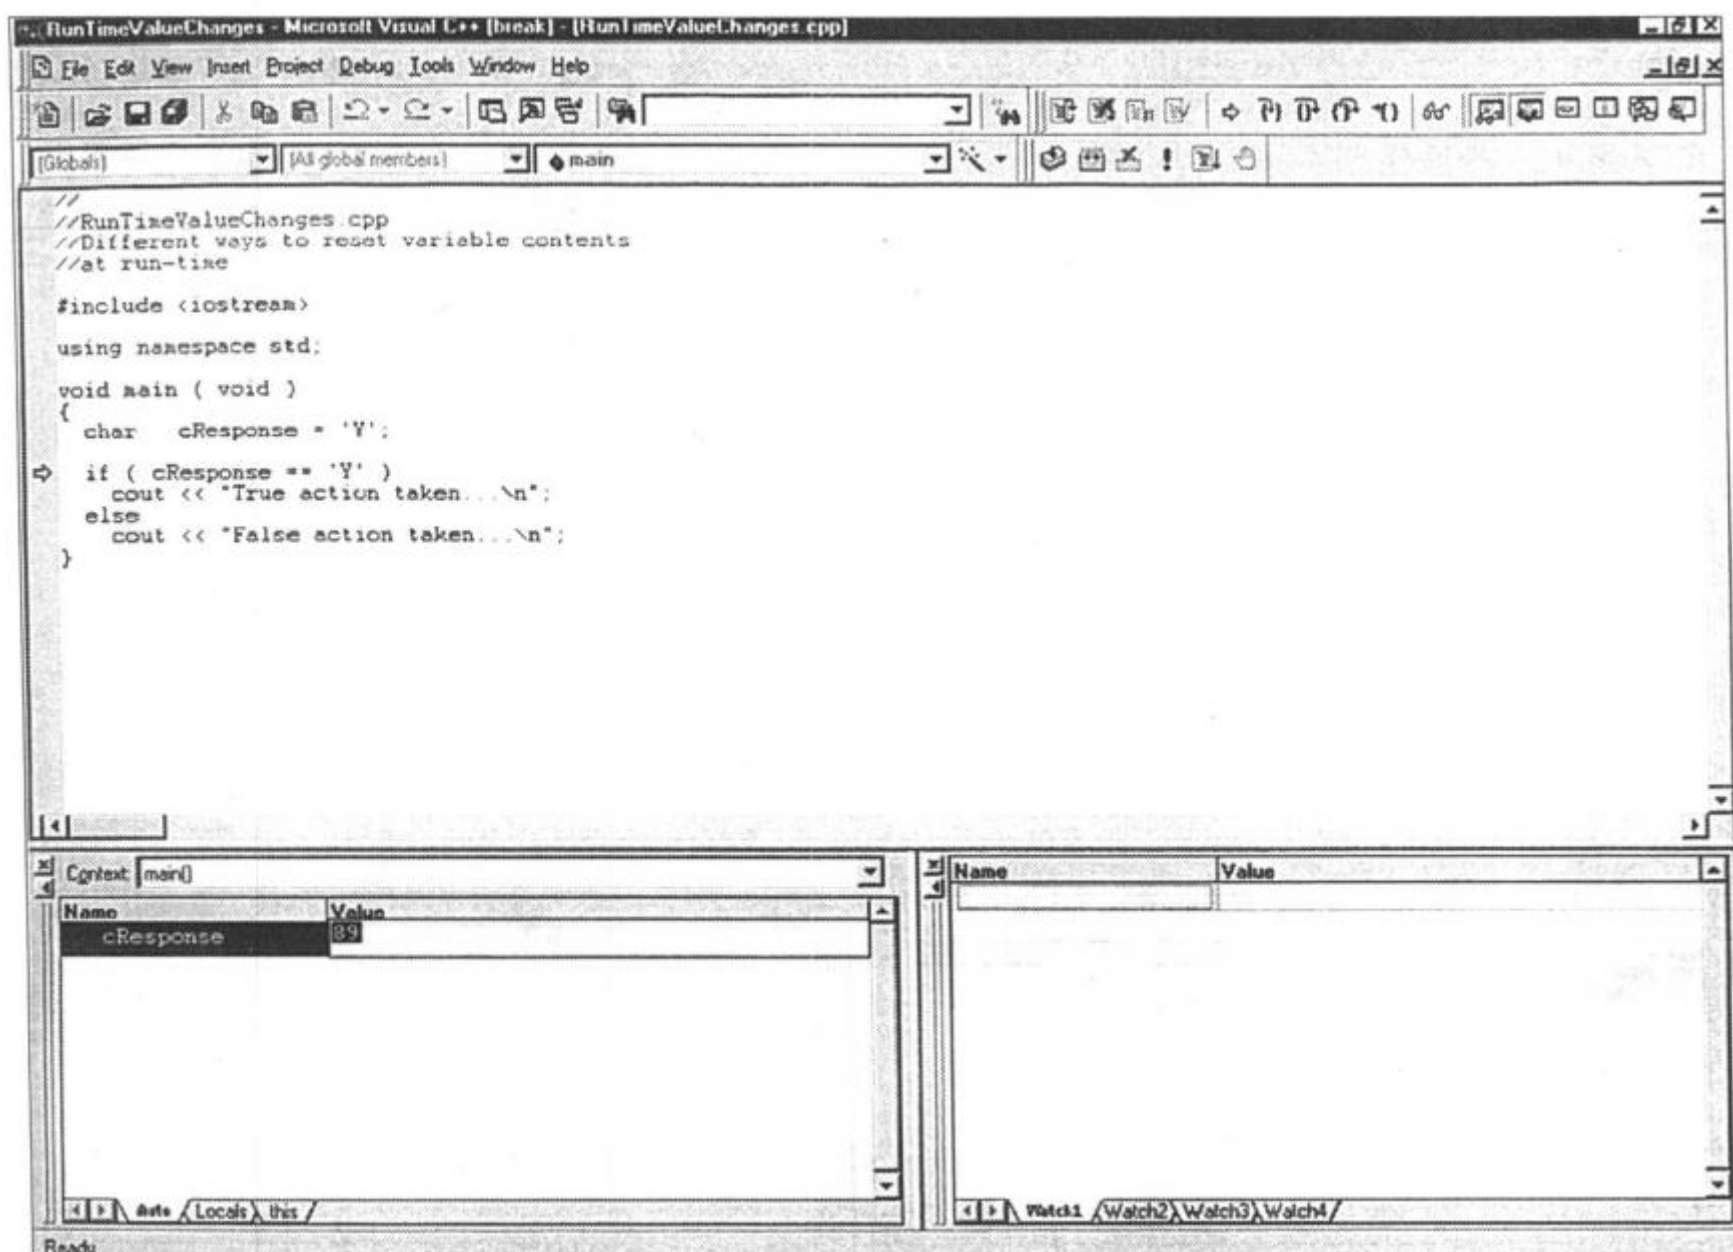 RunTimeValueChanges - Microsoft Visual C++ [break] - [RunTimeValueChanges.cpp]
File Edit View Insert Project Debug Tools Window Help
(Globals) (All global members) main
//
//RunTimeValueChanges.cpp
//Different ways to reset variable contents
//at run-time
#include <iostream>
using namespace std;
void main ( void )
{
char cResponse = 'Y';
if ( cResponse == 'Y' )
cout << "True action taken...\n";
else
cout << "False action taken...\n";
}
Context: main()
Name Value
cResponse 89
Auto Locals this
Name Value
Watch1 Watch2 Watch3 Watch4
Ready